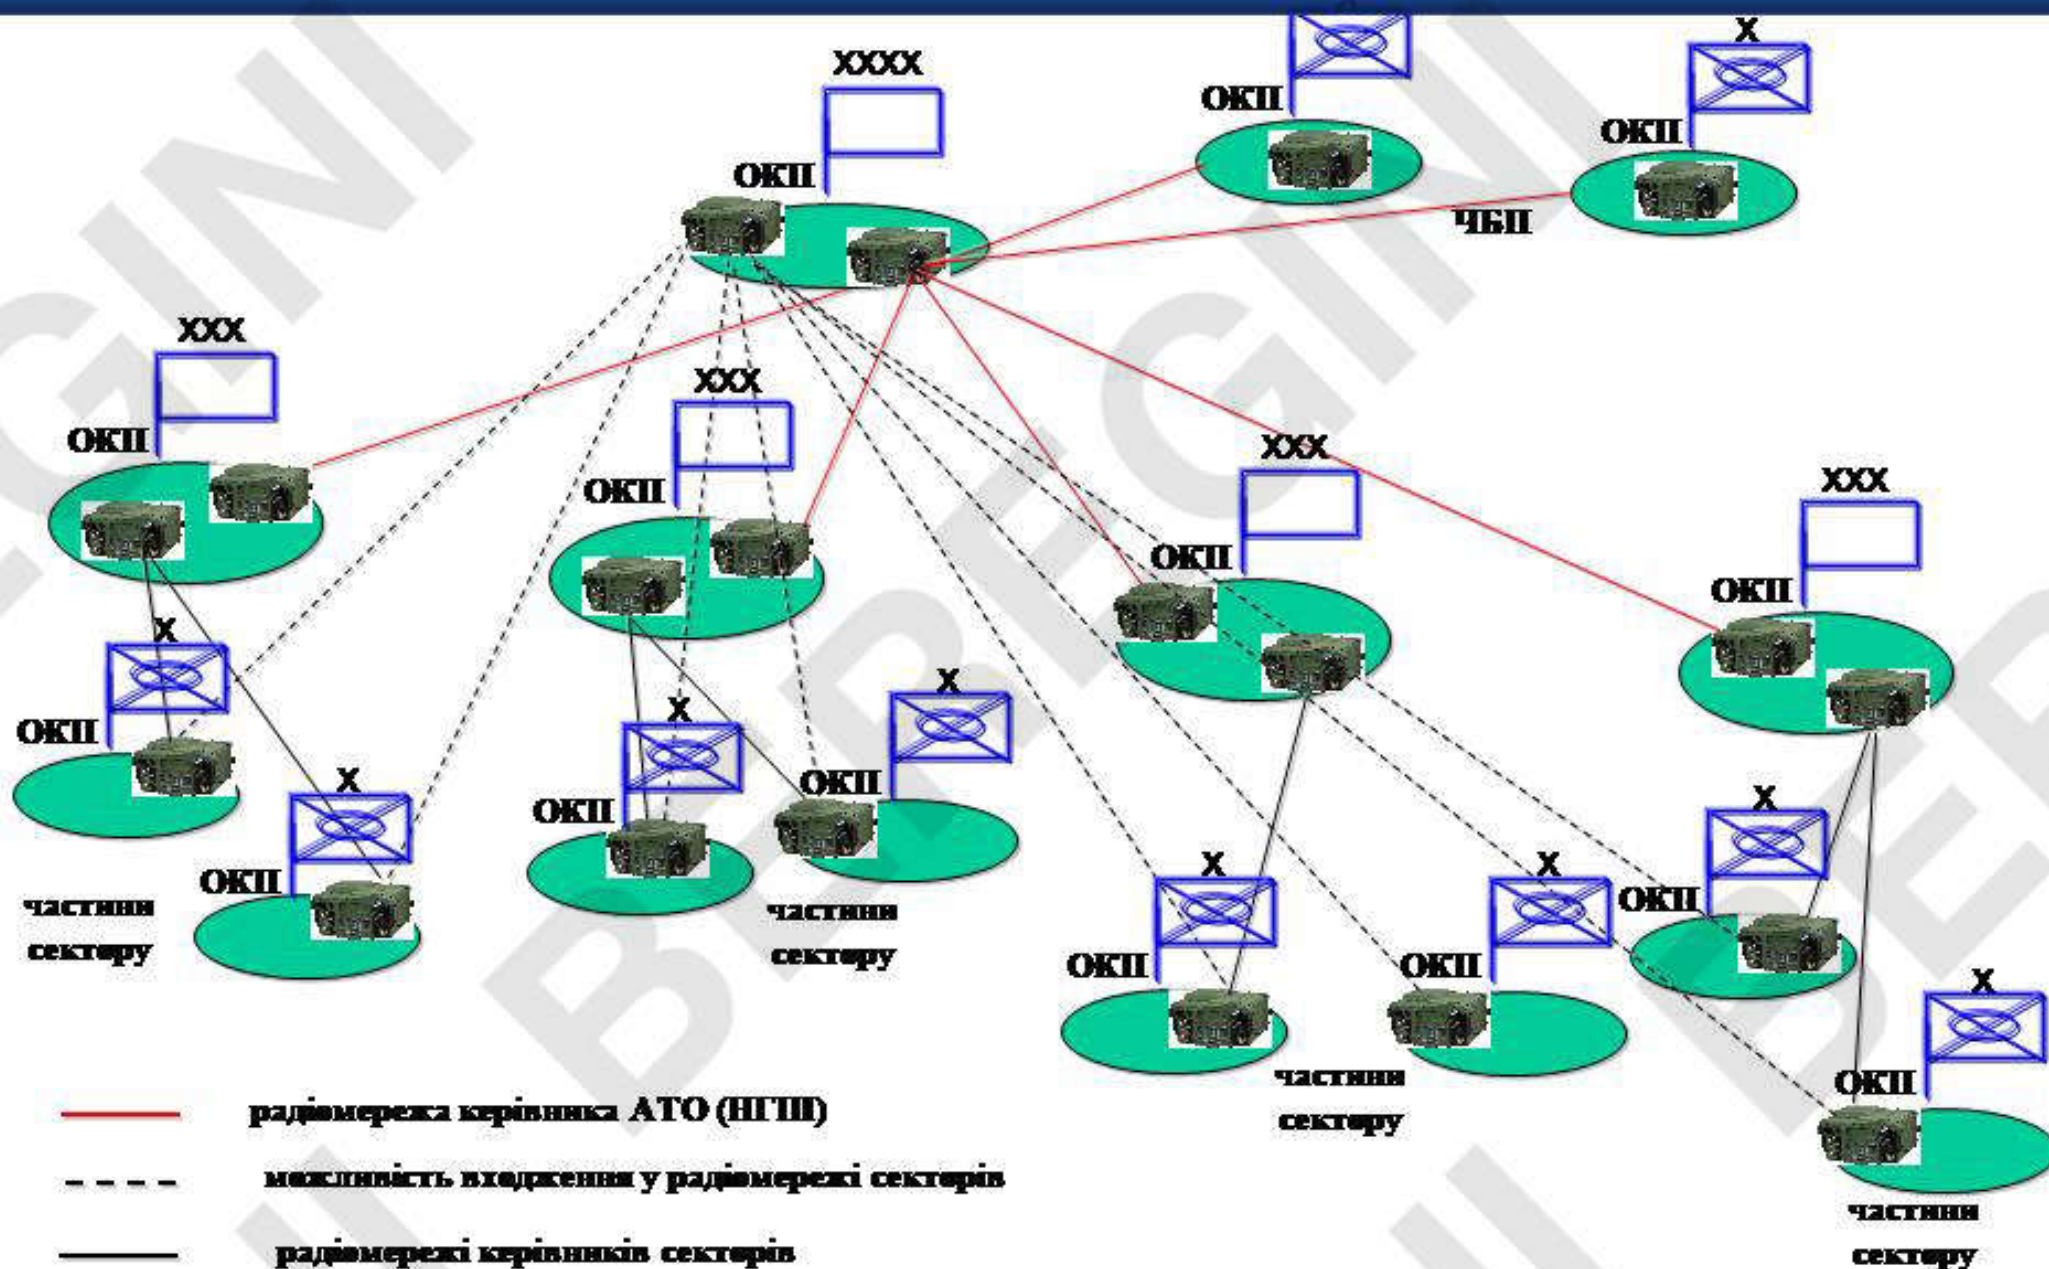 XXXX
ОКП
ОКП
X
ОКП
ЧБП
XXX
ОКП
XXX
ОКП
XXX
ОКП
XXX
ОКП
X
ОКП
X
ОКП
частини
сектору
X
ОКП
X
ОКП
частини
сектору
X
ОКП
X
ОКП
частини
сектору
X
ОКП
X
ОКП
частини
сектору
радіомережа керівника АТО (НГШ)
можливість входження у радіомережі секторів
радіомережі керівників секторів
BEREGINI